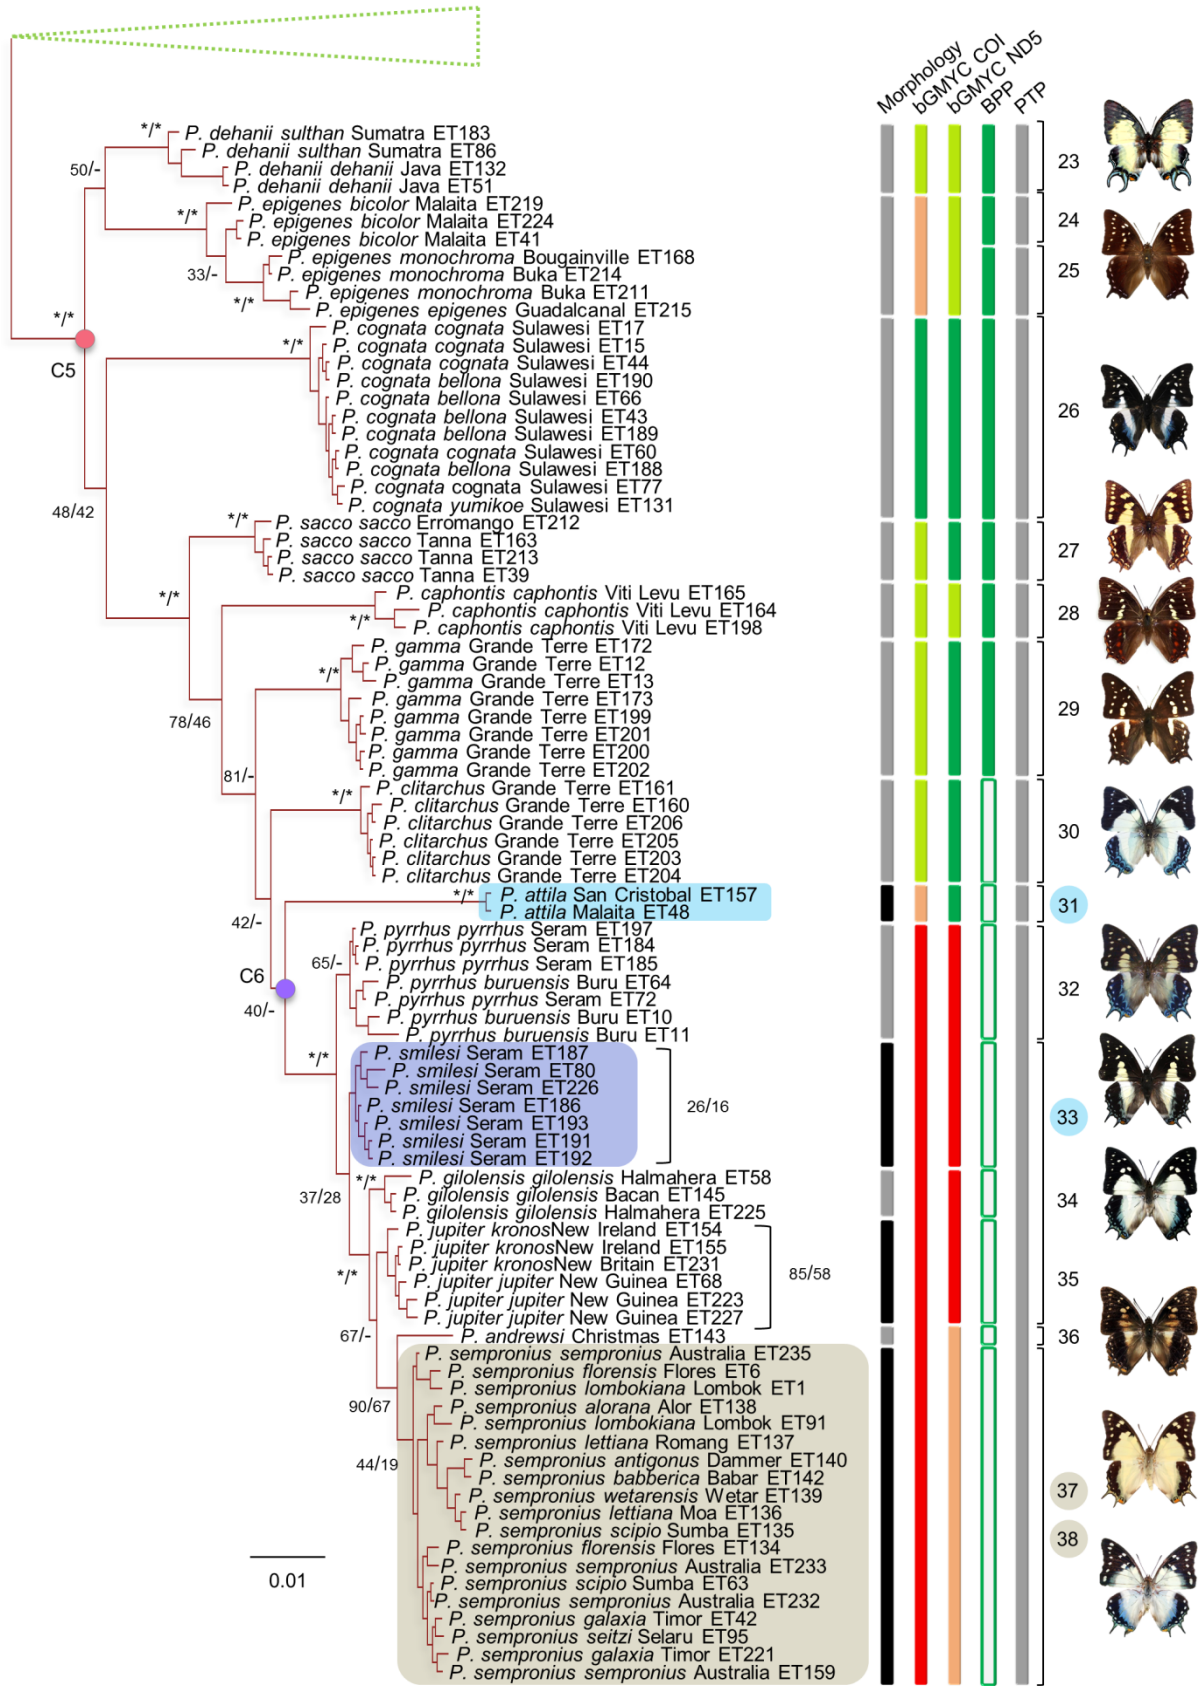 Morphology
bGMYC COI
bGMYC ND5
BPP
PTP
P. dehanii sulthan Sumatra ET183
P. dehanii sulthan Sumatra ET86
P. dehanii dehanii Java ET132
P. dehanii dehanii Java ET51
P. epigenes bicolor Malaita ET219
P. epigenes bicolor Malaita ET224
P. epigenes bicolor Malaita ET41
P. epigenes monochroma Bougainville ET168
P. epigenes monochroma Buka ET214
P. epigenes monochroma Buka ET211
P. epigenes epigenes Guadalcanal ET215
P. cognata cognata Sulawesi ET17
P. cognata cognata Sulawesi ET15
P. cognata cognata Sulawesi ET44
P. cognata bellona Sulawesi ET190
P. cognata bellona Sulawesi ET66
P. cognata bellona Sulawesi ET43
P. cognata bellona Sulawesi ET189
P. cognata cognata Sulawesi ET60
P. cognata bellona Sulawesi ET188
P. cognata cognata Sulawesi ET77
P. cognata yumikoe Sulawesi ET131
P. sacco sacco Erromango ET212
P. sacco sacco Tanna ET163
P. sacco sacco Tanna ET213
P. sacco sacco Tanna ET39
P. caphontis caphontis Viti Levu ET165
P. caphontis caphontis Viti Levu ET164
P. caphontis caphontis Viti Levu ET198
P. gamma Grande Terre ET172
P. gamma Grande Terre ET12
P. gamma Grande Terre ET13
P. gamma Grande Terre ET173
P. gamma Grande Terre ET199
P. gamma Grande Terre ET201
P. gamma Grande Terre ET200
P. gamma Grande Terre ET202
P. clitarchus Grande Terre ET161
P. clitarchus Grande Terre ET160
P. clitarchus Grande Terre ET206
P. clitarchus Grande Terre ET205
P. clitarchus Grande Terre ET203
P. clitarchus Grande Terre ET204
P. attila San Cristobal ET157
P. attila Malaita ET48
P. pyrrhus pyrrhus Seram ET197
P. pyrrhus pyrrhus Seram ET184
P. pyrrhus pyrrhus Seram ET185
P. pyrrhus buruensis Buru ET64
P. pyrrhus pyrrhus Seram ET72
P. pyrrhus buruensis Buru ET10
P. pyrrhus buruensis Buru ET11
P. smilesi Seram ET187
P. smilesi Seram ET80
P. smilesi Seram ET226
P. smilesi Seram ET186
P. smilesi Seram ET193
P. smilesi Seram ET191
P. smilesi Seram ET192
P. gilolensis gilolensis Halmahera ET58
P. gilolensis gilolensis Bacan ET145
P. gilolensis gilolensis Halmahera ET225
P. jupiter kronosNew Ireland ET154
P. jupiter kronosNew Ireland ET155
P. jupiter kronosNew Britain ET231
P. jupiter jupiter New Guinea ET68
P. jupiter jupiter New Guinea ET223
P. jupiter jupiter New Guinea ET227
P. andrewsi Christmas ET143
P. sempronius sempronius Australia ET235
P. sempronius florensis Flores ET6
P. sempronius lombokiana Lombok ET1
P. sempronius alorana Alor ET138
P. sempronius lombokiana Lombok ET91
P. sempronius lettiana Romang ET137
P. sempronius antigonus Dammer ET140
P. sempronius babberica Babar ET142
P. sempronius wetarensis Wetar ET139
P. sempronius lettiana Moa ET136
P. sempronius scipio Sumba ET135
P. sempronius florensis Flores ET134
P. sempronius sempronius Australia ET233
P. sempronius scipio Sumba ET63
P. sempronius sempronius Australia ET232
P. sempronius galaxia Timor ET42
P. sempronius seitzi Selaru ET95
P. sempronius galaxia Timor ET221
P. sempronius sempronius Australia ET159
*/*
50/-
*/*
33/-
*/*
*/*
C5
*/*
48/42
*/*
*/*
*/*
*/*
78/46
81/-
*/*
*/*
42/-
65/-
C6
40/-
*/*
26/16
*/*
37/28
*/*
85/58
67/-
90/67
44/19
0.01
23
24
25
26
27
28
29
30
31
32
33
34
35
36
37
38